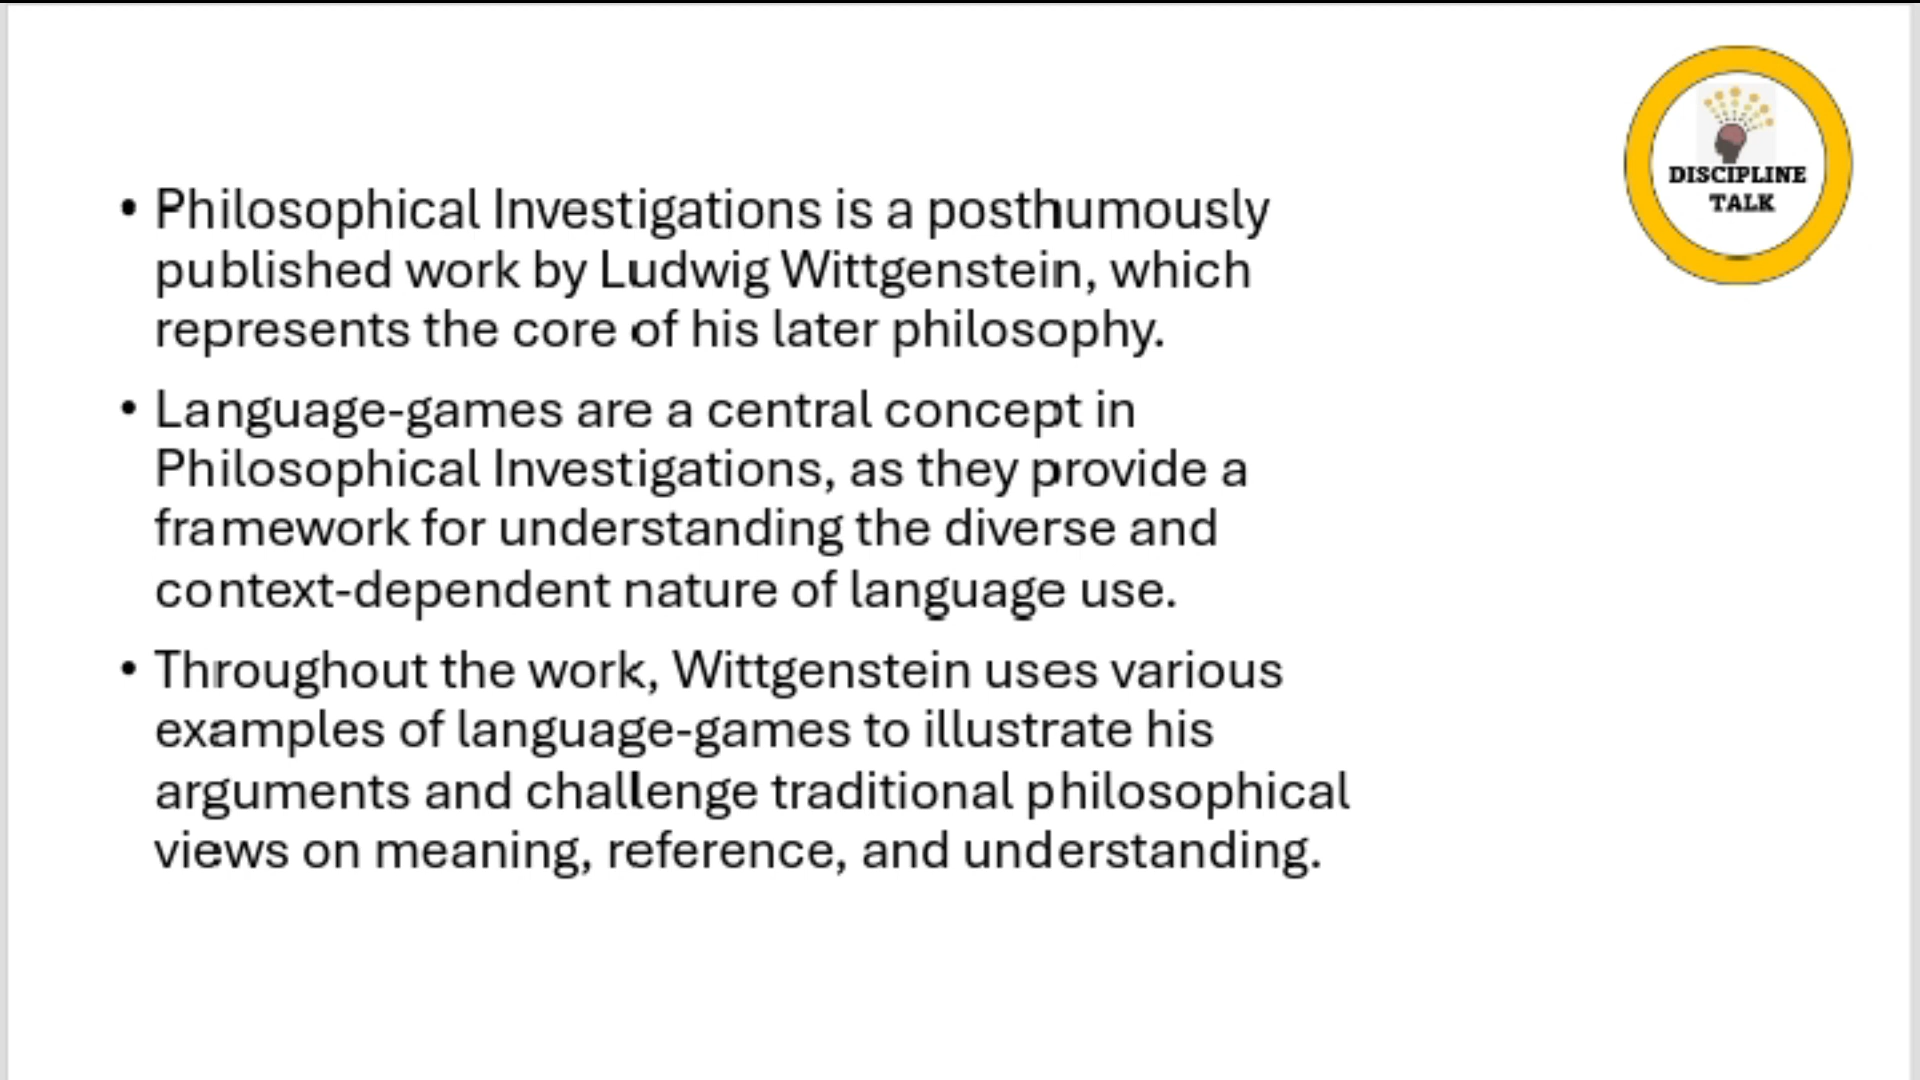 • Philosophical Investigations is a posthumously
published work by Ludwig Wittgenstein, which
represents the core of his later philosophy.
• Language-games are a central concept in
Philosophical Investigations, as they provide a
framework for understanding the diverse and
context-dependent nature of language use.
• Throughout the work, Wittgenstein uses various
examples of language-games to illustrate his
arguments and challenge traditional philosophical
views on meaning, reference, and understanding.
DISCIPLINE
TALK